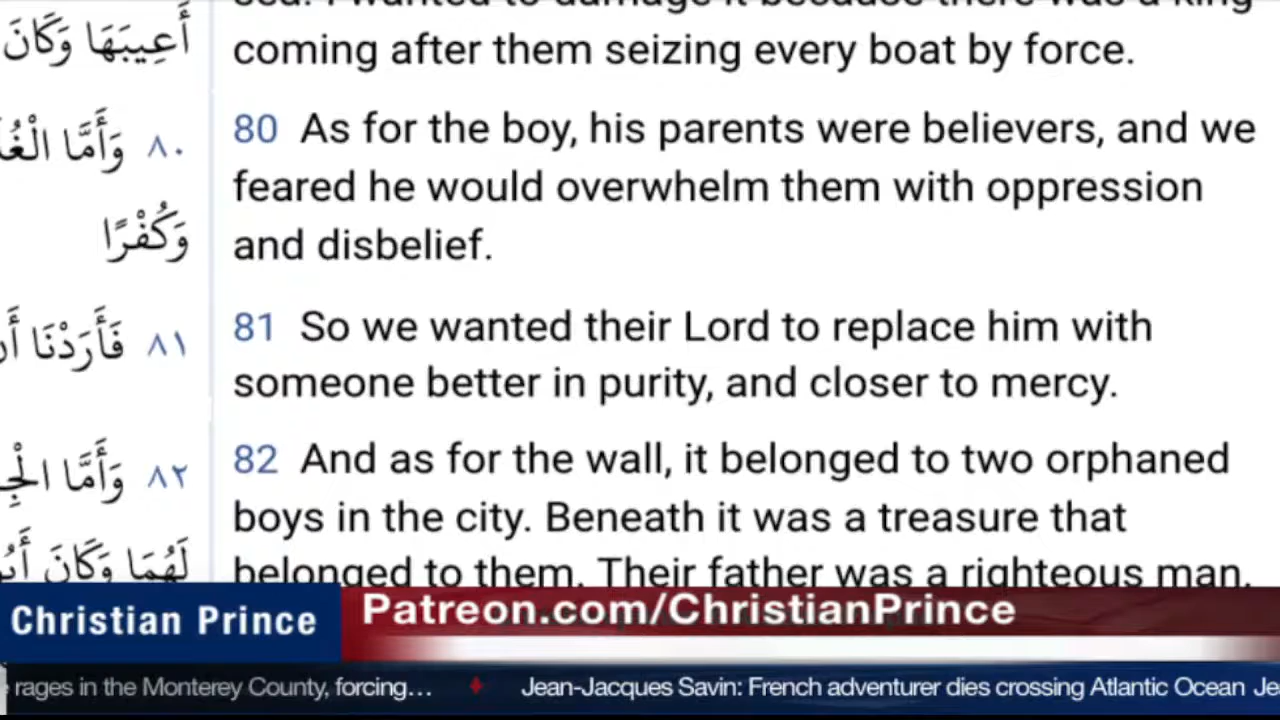 coming after them seizing every boat by force.
أَعِيبَهَا وَكَانَ
80 As for the boy, his parents were believers, and we
٨٠ وَأَمَّا
feared he would overwhelm them with oppression
and disbelief.
وَكُفْرًا
81 So we wanted their Lord to replace him with
٨١ فَأَرَدْنَا
someone better in purity, and closer to mercy.
82 And as for the wall, it belonged to two orphaned
٨٢ وَأَمَّا
boys in the city. Beneath it was a treasure that
belonged to them. Their father was a righteous man.
لَهُمَا وَكَانَ
Christian Prince
Patreon.com/ChristianPrince
rages in the Monterey County, forcing... Jean-Jacques Savin: French adventurer dies crossing Atlantic Ocean Je